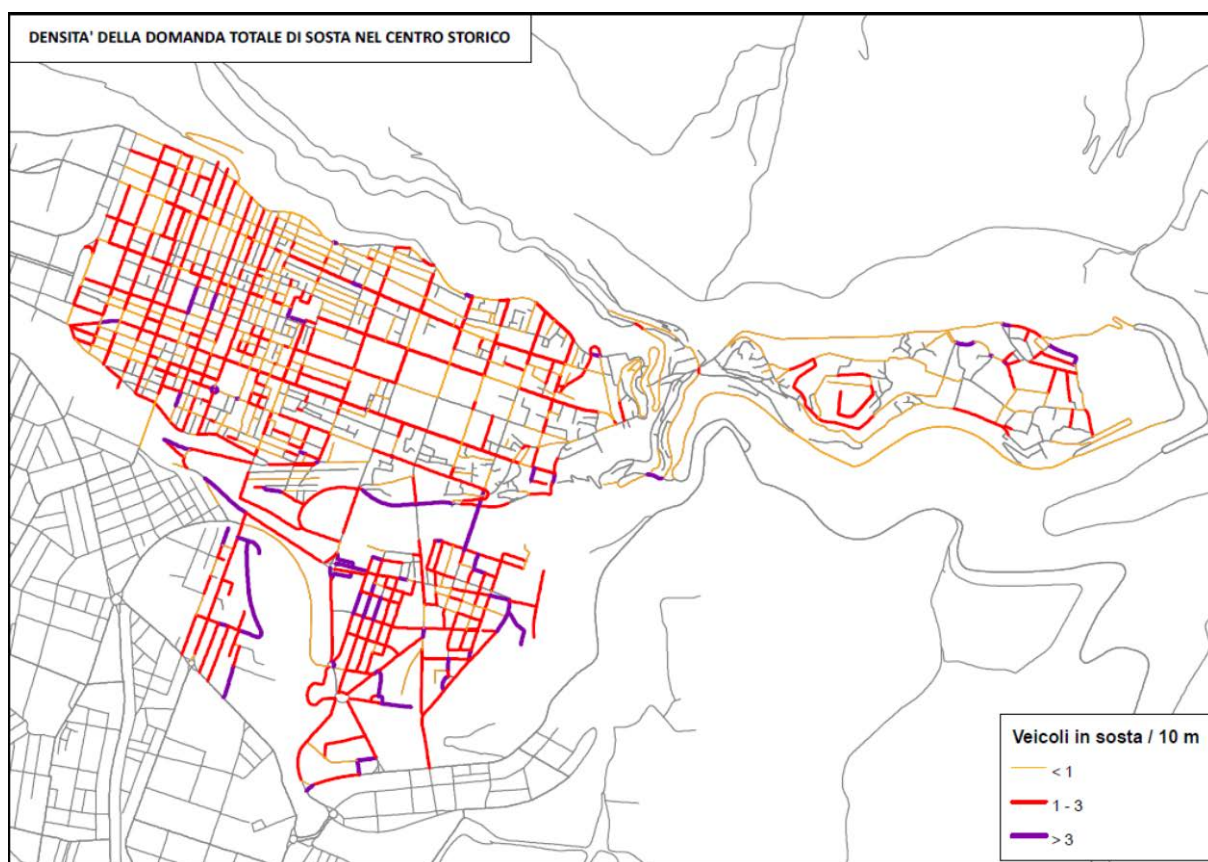 DENSITA' DELLA DOMANDA TOTALE DI SOSTA NEL CENTRO STORICO
Veicoli in sosta / 10 m
< 1
1 - 3
> 3